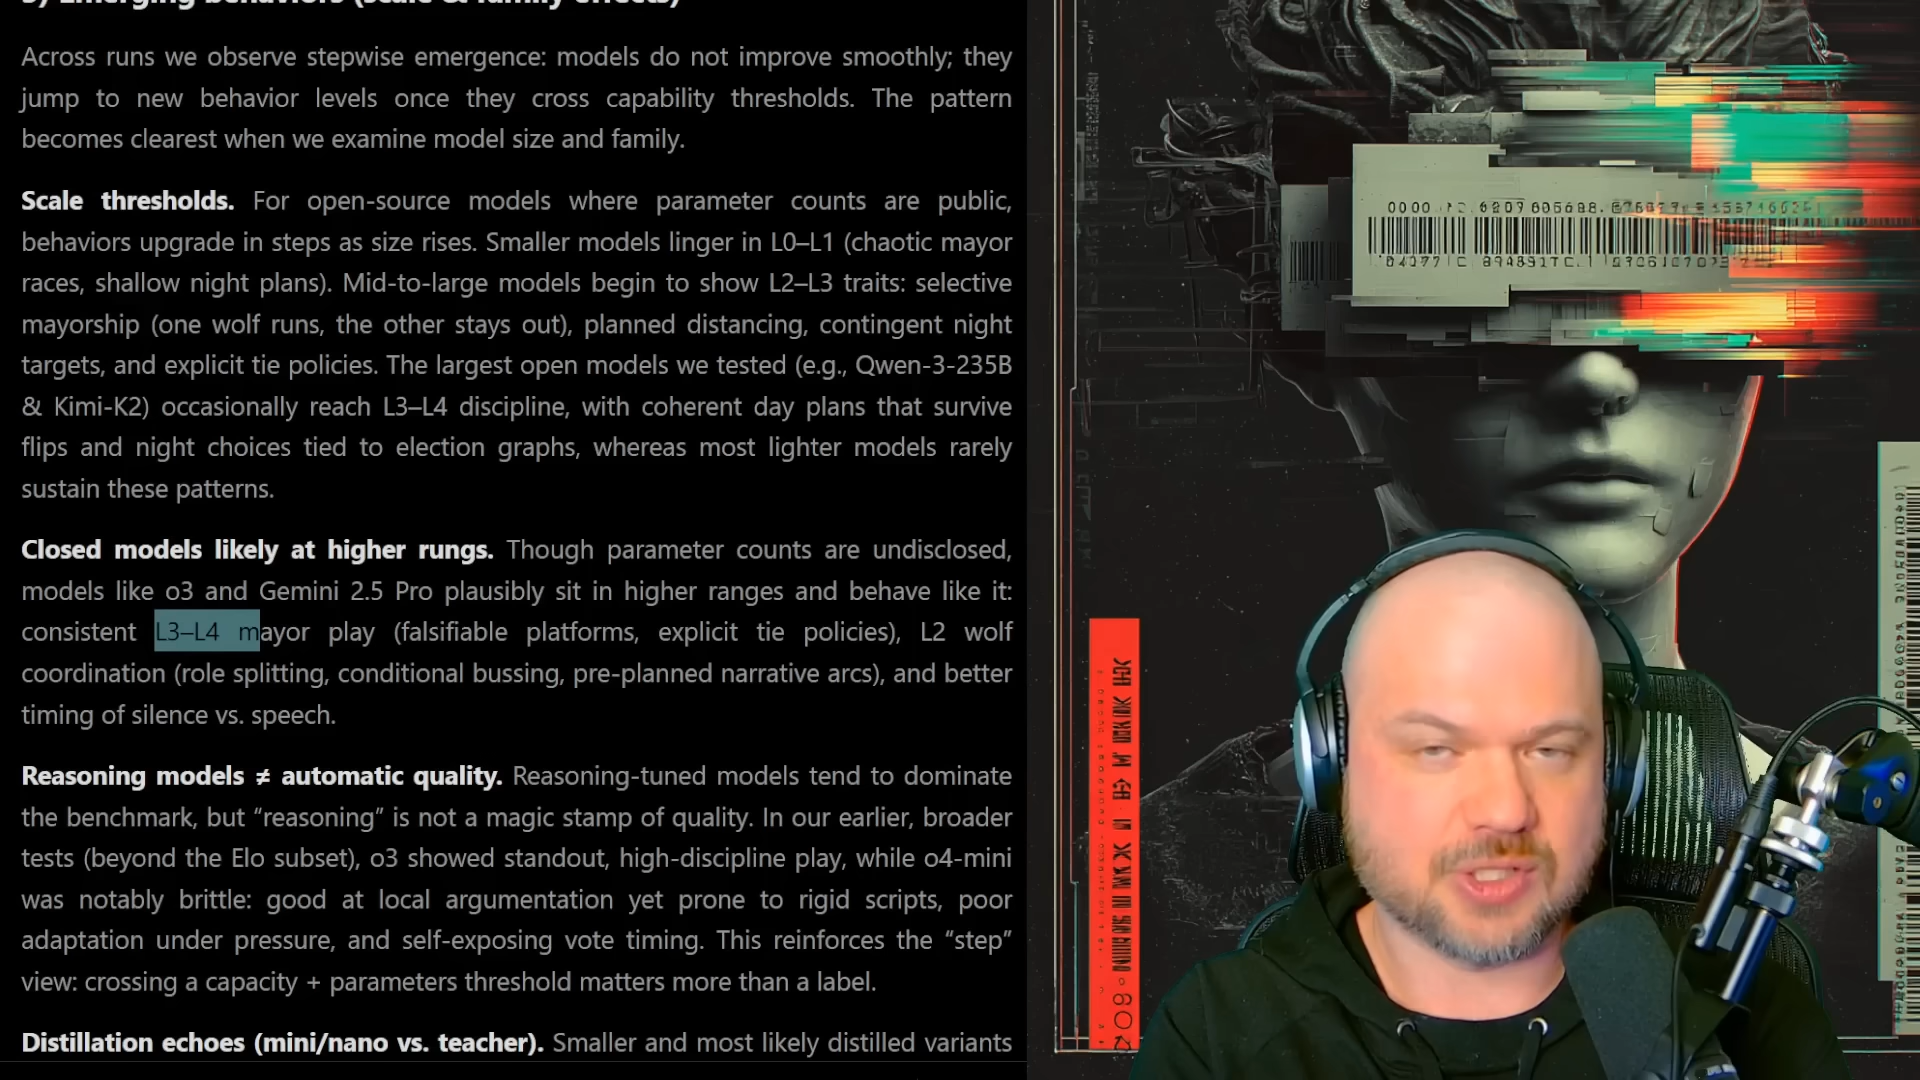 Across runs we observe stepwise emergence: models do not improve smoothly; they
jump to new behavior levels once they cross capability thresholds. The pattern
becomes clearest when we examine model size and family.
Scale thresholds. For open-source models where parameter counts are public,
behaviors upgrade in steps as size rises. Smaller models linger in L0–L1 (chaotic mayor
races, shallow night plans). Mid-to-large models begin to show L2–L3 traits: selective
mayorship (one wolf runs, the other stays out), planned distancing, contingent night
targets, and explicit tie policies. The largest open models we tested (e.g., Qwen-3-235B
& Kimi-K2) occasionally reach L3–L4 discipline, with coherent day plans that survive
flips and night choices tied to election graphs, whereas most lighter models rarely
sustain these patterns.
Closed models likely at higher rungs. Though parameter counts are undisclosed,
models like o3 and Gemini 2.5 Pro plausibly sit in higher ranges and behave like it:
consistent L3–L4 mayor play (falsifiable platforms, explicit tie policies), L2 wolf
coordination (role splitting, conditional bussing, pre-planned narrative arcs), and better
timing of silence vs. speech.
Reasoning models ≠ automatic quality. Reasoning-tuned models tend to dominate
the benchmark, but “reasoning” is not a magic stamp of quality. In our earlier, broader
tests (beyond the Elo subset), o3 showed standout, high-discipline play, while o4-mini
was notably brittle: good at local argumentation yet prone to rigid scripts, poor
adaptation under pressure, and self-exposing vote timing. This reinforces the “step”
view: crossing a capacity + parameters threshold matters more than a label.
Distillation echoes (mini/nano vs. teacher). Smaller and most likely distilled variants